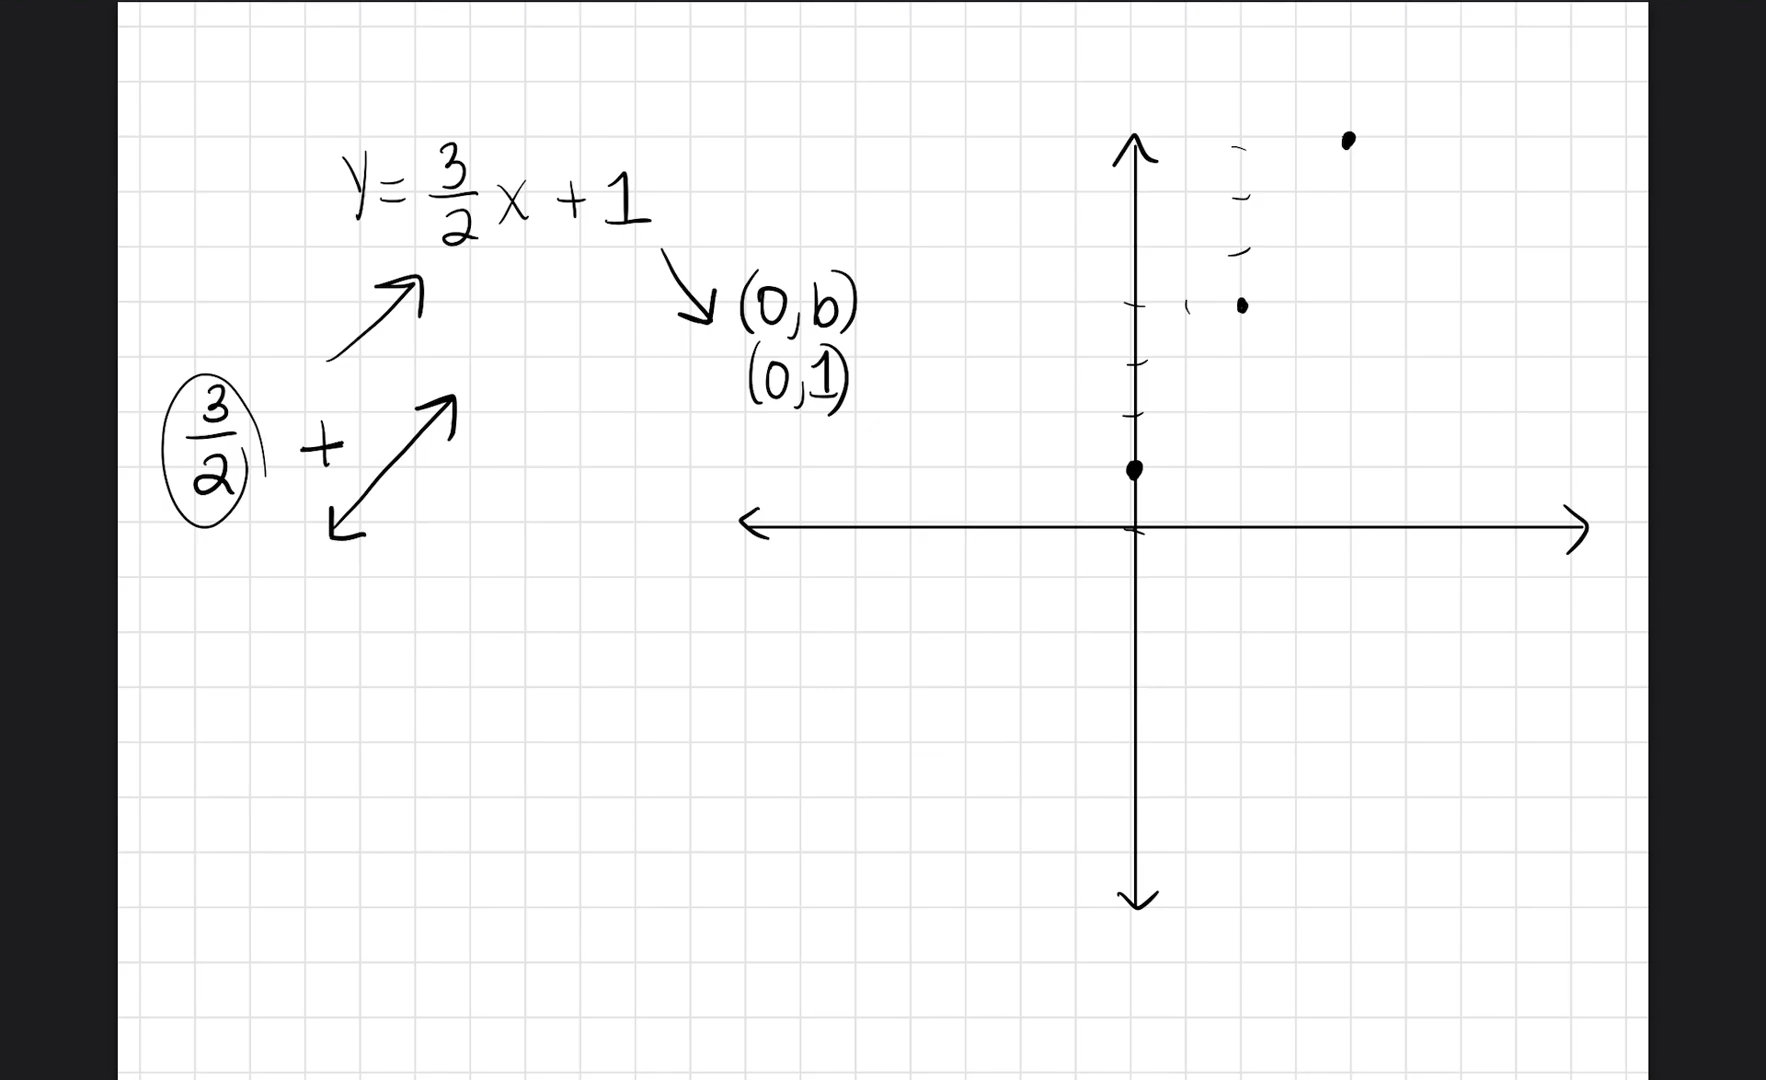 y = 3/2 x + 1
(0,b)
(0,1)
3/2 +